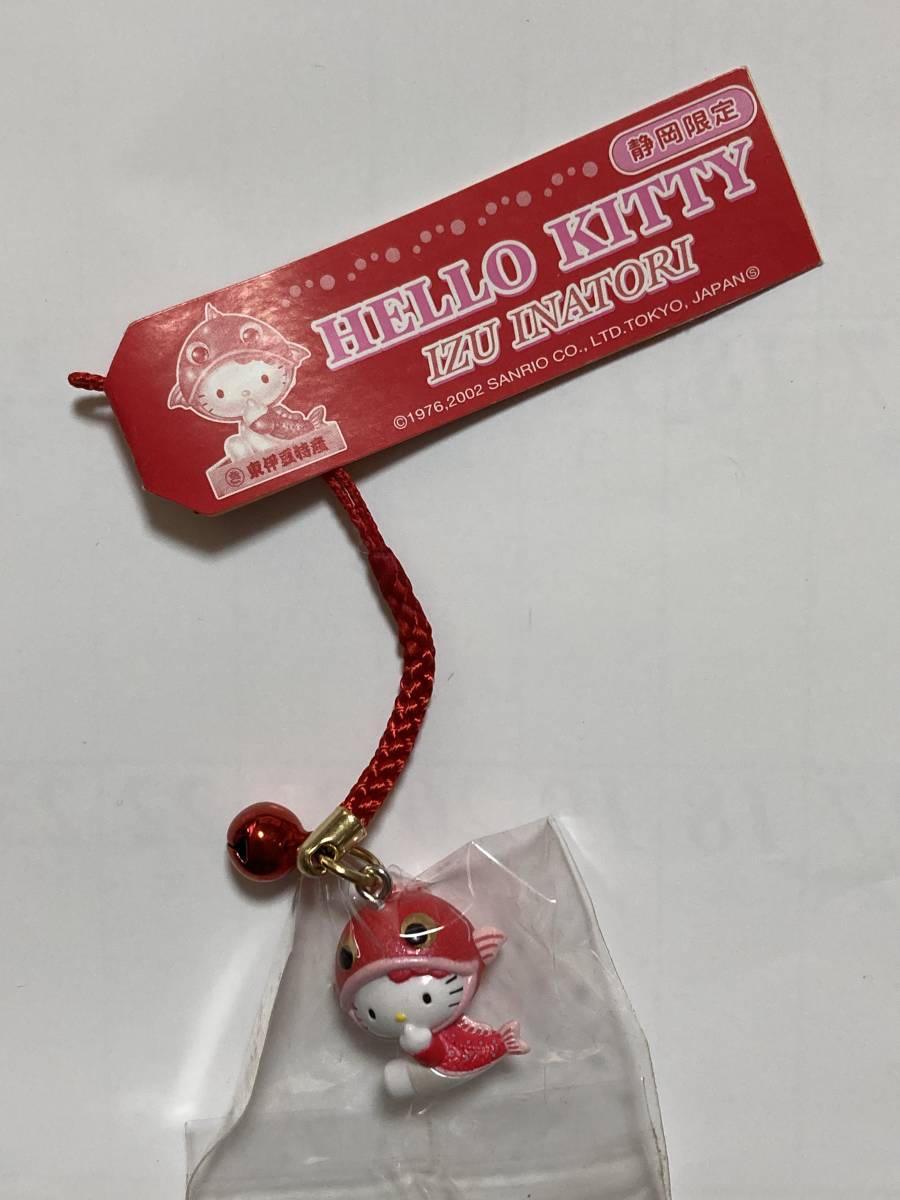 静岡限定
HELLO KITTY
IZU INATORI
©1976,2002 SANRIO CO., LTD.TOKYO, JAPANⓈ
東伊豆特産